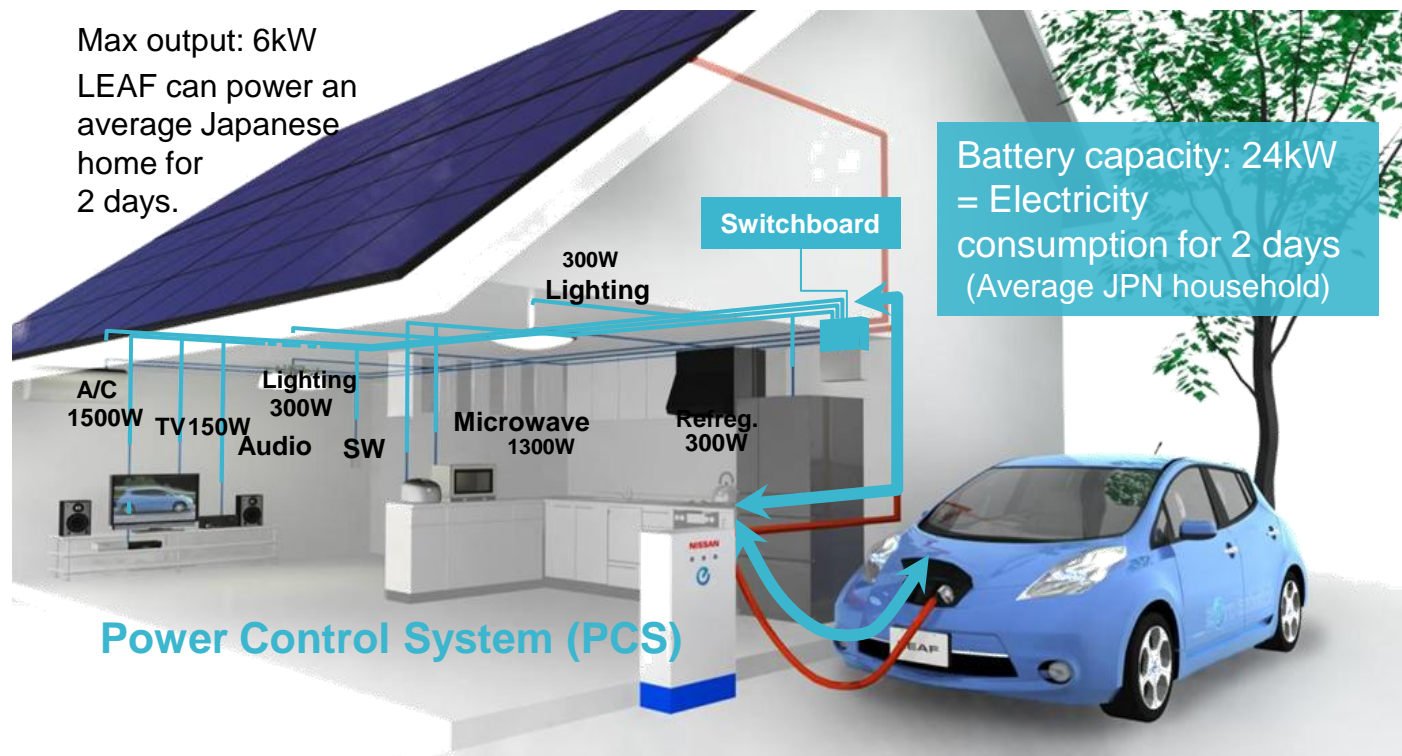 Max output: 6kW
LEAF can power an
average Japanese
home for
2 days.
Battery capacity: 24kW
= Electricity
consumption for 2 days
(Average JPN household)
Switchboard
300W
Lighting
A/C
1500W
TV150W
Lighting
300W
Audio
SW
Microwave
1300W
Refreg.
300W
NISSAN
Power Control System (PCS)
LEAF